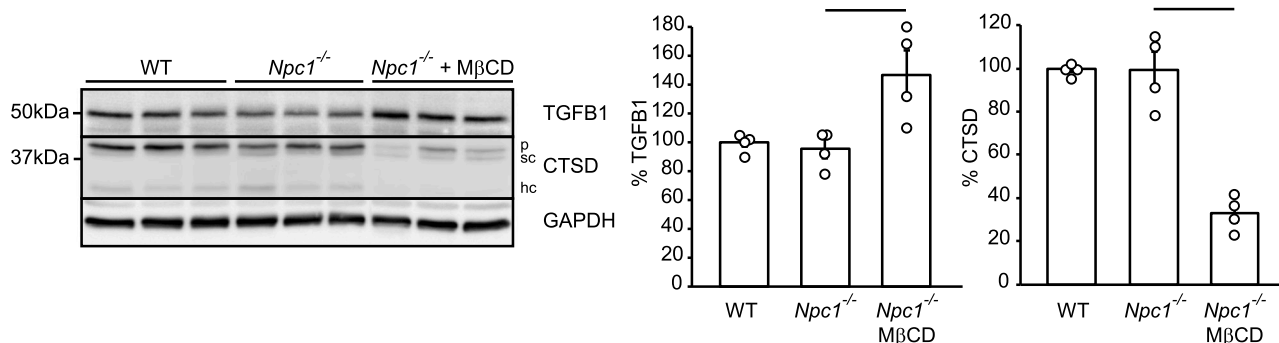 WT Npc1-/- Npc1-/- + MβCD
50kDa TGFB1
37kDa p
sc
CTSD
hc
GAPDH
% TGFB1
180
160
140
120
100
80
60
40
20
0
WT Npc1-/- Npc1-/-
MβCD
% CTSD
120
100
80
60
40
20
0
WT Npc1-/- Npc1-/-
MβCD